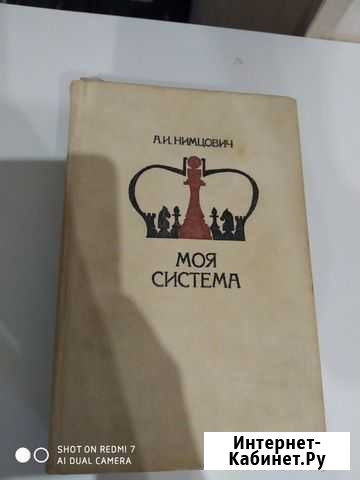 А.И. НИМЦОВИЧ
МОЯ
СИСТЕМА
SHOT ON REDMI 7
AI DUAL CAMERA
Интернет-
Кабинет.Ру